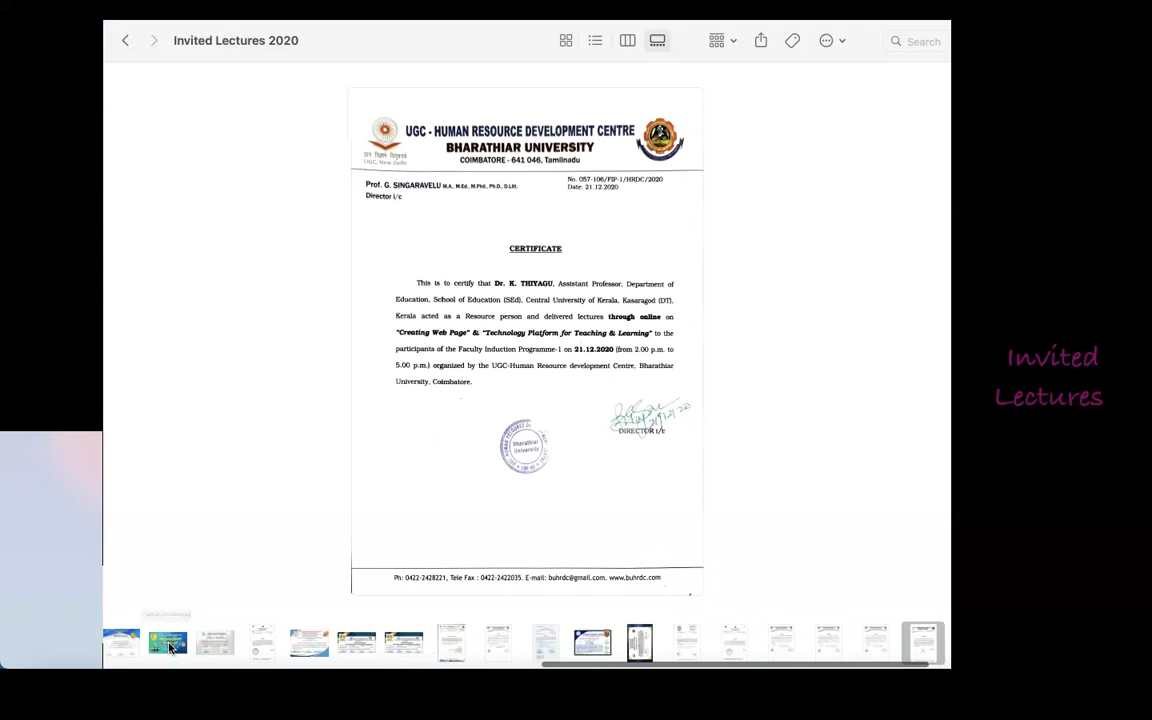 Invited Lectures 2020
Search
UGC - HUMAN RESOURCE DEVELOPMENT CENTRE
BHARATHIAR UNIVERSITY
COIMBATORE - 641 046, Tamilnadu
UGC, New Delhi
Prof. G. SINGARAVELU M.A., M.Ed., M.Phil., Ph.D., D.Litt.
Director i/c
No. 057-106/FIP-1/HRDC/2020
Date: 21.12.2020
CERTIFICATE
This is to certify that Dr. K. THIYAGU, Assistant Professor, Department of
Education, School of Education (SEd), Central University of Kerala, Kasaragod (DT),
Kerala acted as a Resource person and delivered lectures through online on
"Creating Web Page" & "Technology Platform for Teaching & Learning" to the
participants of the Faculty Induction Programme-1 on 21.12.2020 (from 2.00 p.m. to
5.00 p.m.) organized by the UGC-Human Resource development Centre, Bharathiar
University, Coimbatore.
DIRECTOR i/c
Bharathiar
University
Ph: 0422-2428221, Tele Fax : 0422-2422035. E-mail: buhrdc@gmail.com, www.buhrdc.com
Invited
Lectures